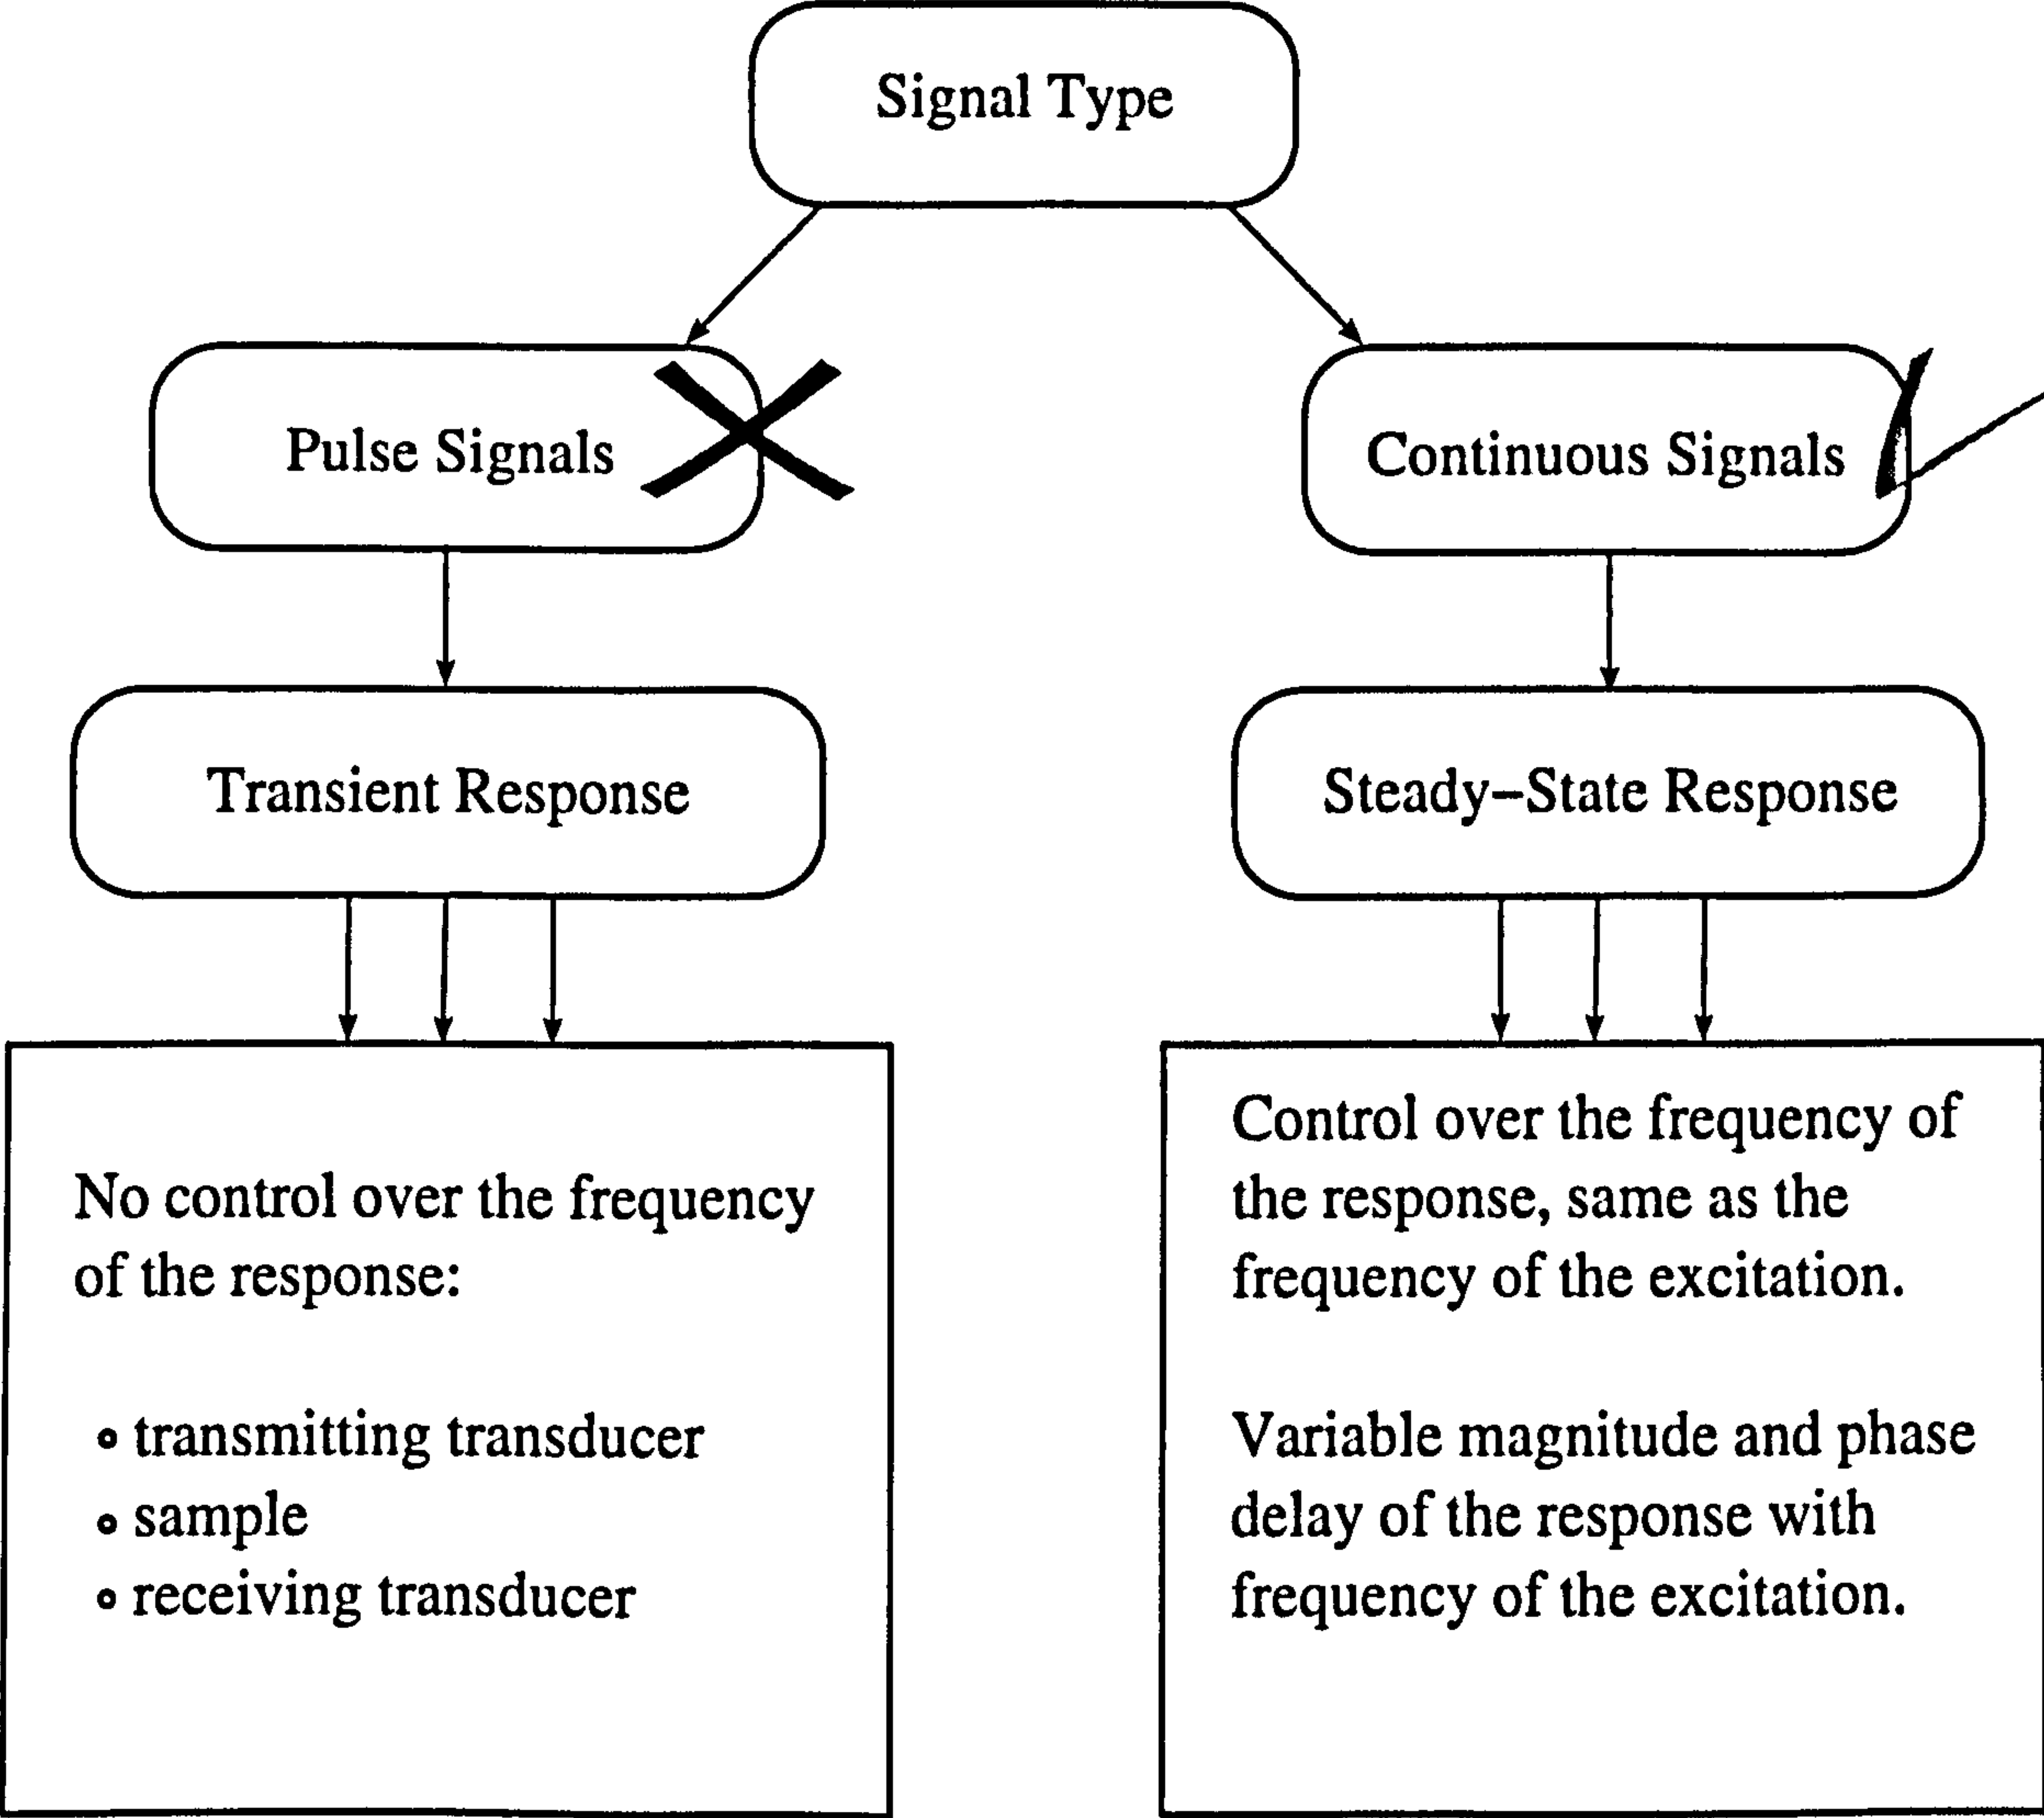 Signal Type
Pulse Signals
Continuous Signals
Transient Response
Steady–State Response
No control over the frequency
of the response:
• transmitting transducer
• sample
• receiving transducer
Control over the frequency of
the response, same as the
frequency of the excitation.
Variable magnitude and phase
delay of the response with
frequency of the excitation.